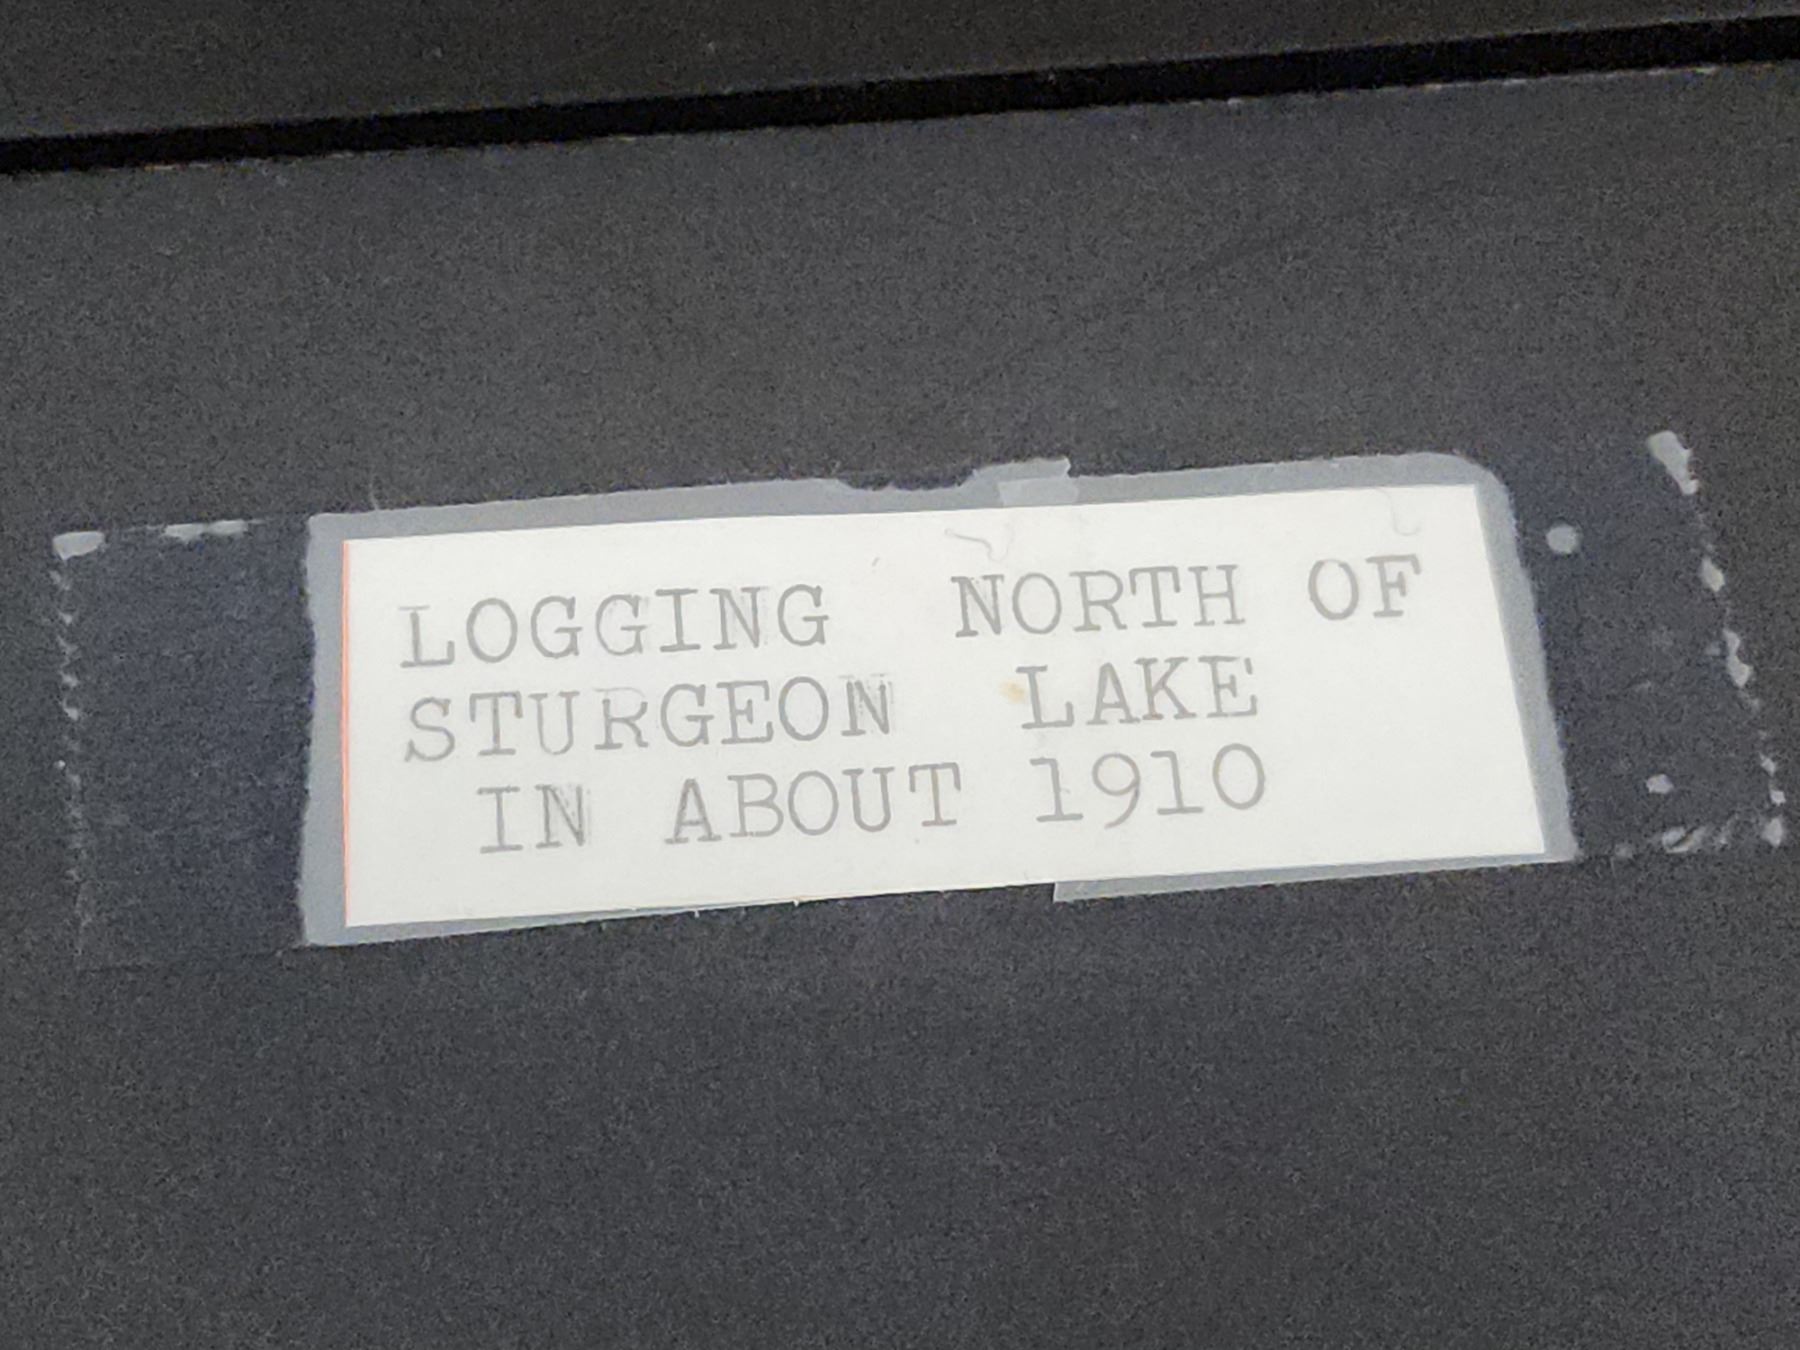 LOGGING NORTH OF
STURGEON LAKE
IN ABOUT 1910